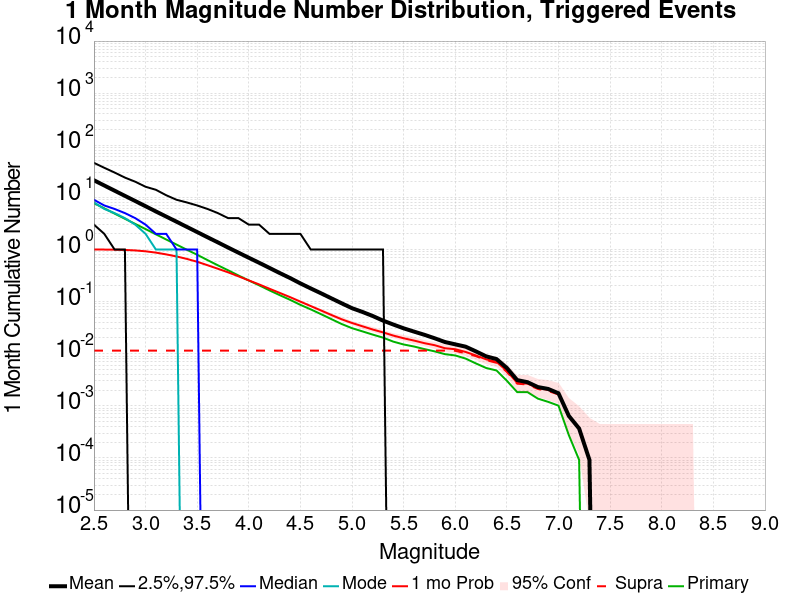 1 Month Magnitude Number Distribution, Triggered Events
1 Month Cumulative Number
10^4
10^3
10^2
10^1
10^0
10^-1
10^-2
10^-3
10^-4
10^-5
2.5 3.0 3.5 4.0 4.5 5.0 5.5 6.0 6.5 7.0 7.5 8.0 8.5 9.0
Magnitude
Mean 2.5%,97.5% Median Mode 1 mo Prob 95% Conf Supra Primary